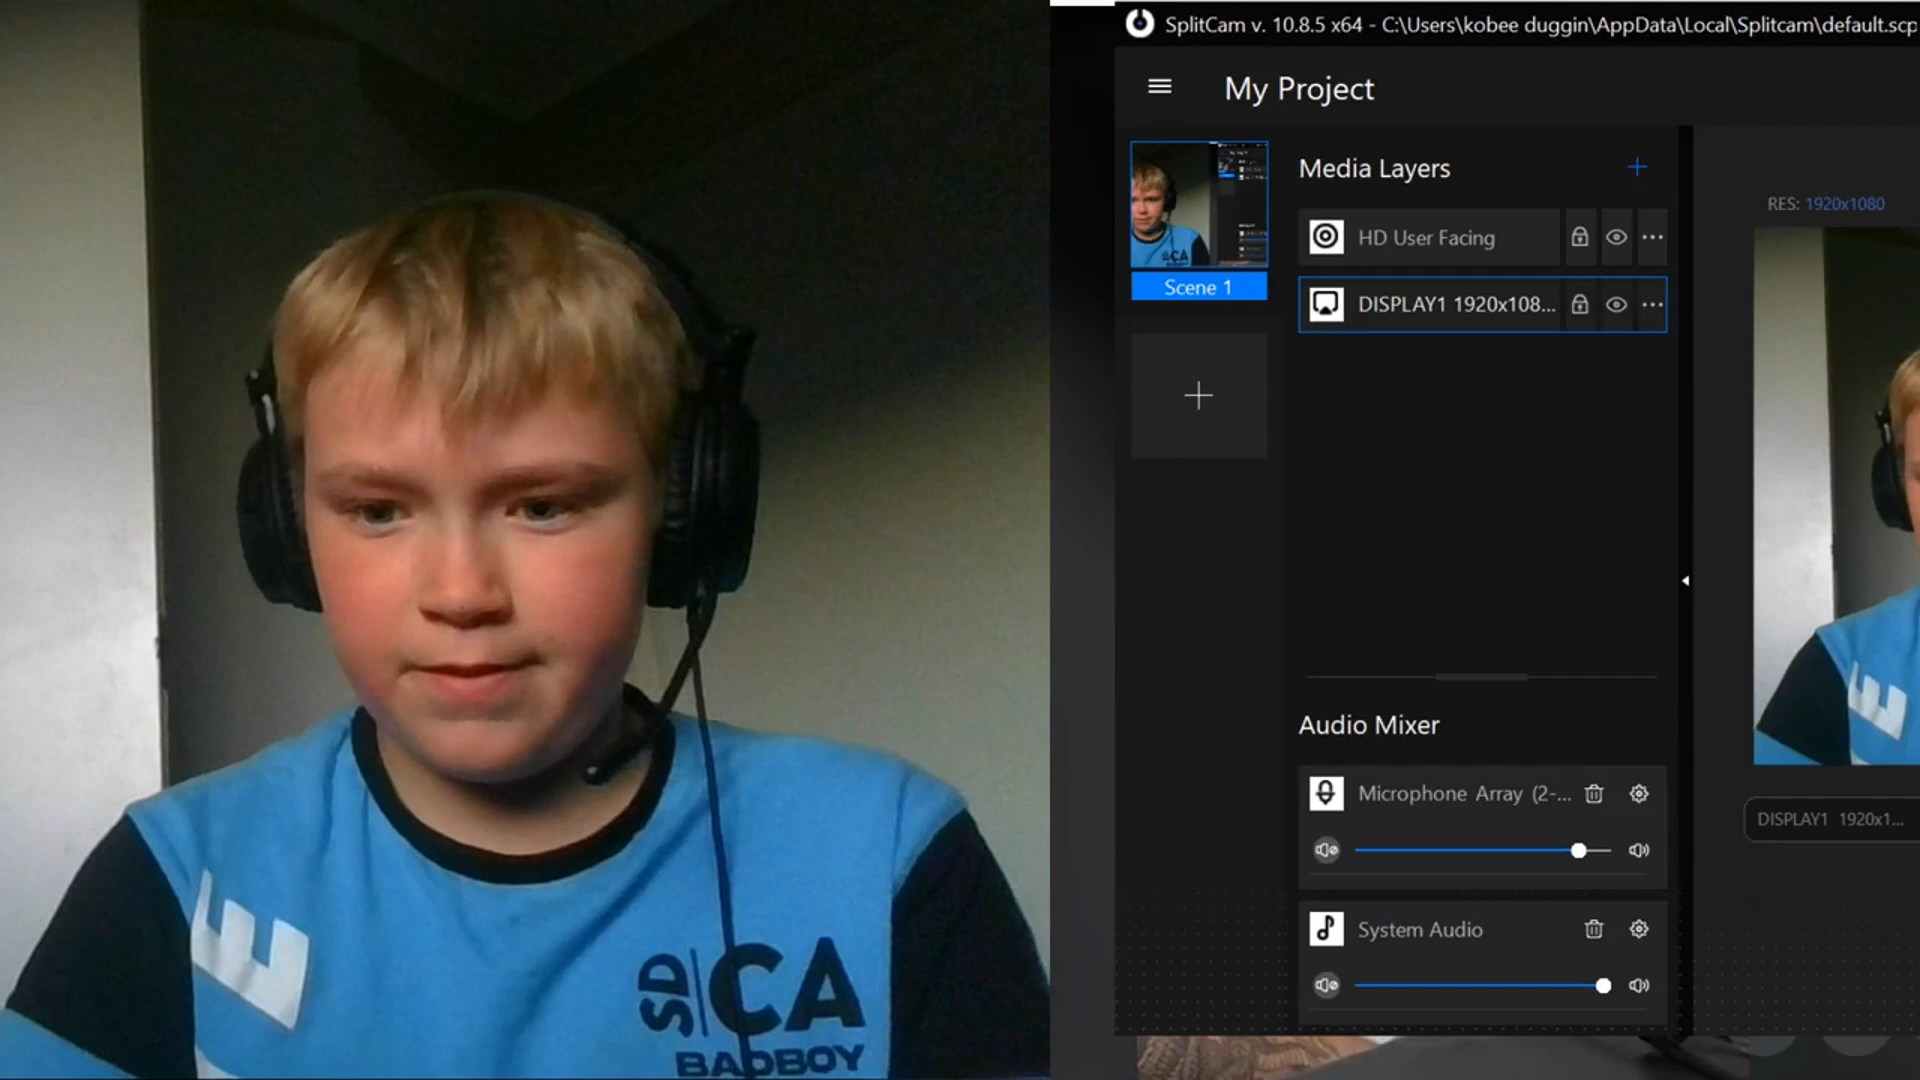 SplitCam v. 10.8.5 x64 - C:\Users\kobee duggin\AppData\Local\Splitcam\default.scp
My Project
Media Layers
RES: 1920x1080
HD User Facing
Scene 1
DISPLAY1 1920x108...
Audio Mixer
Microphone Array (2-...
DISPLAY1 1920x1...
System Audio
E
SD|CA
BADBOY